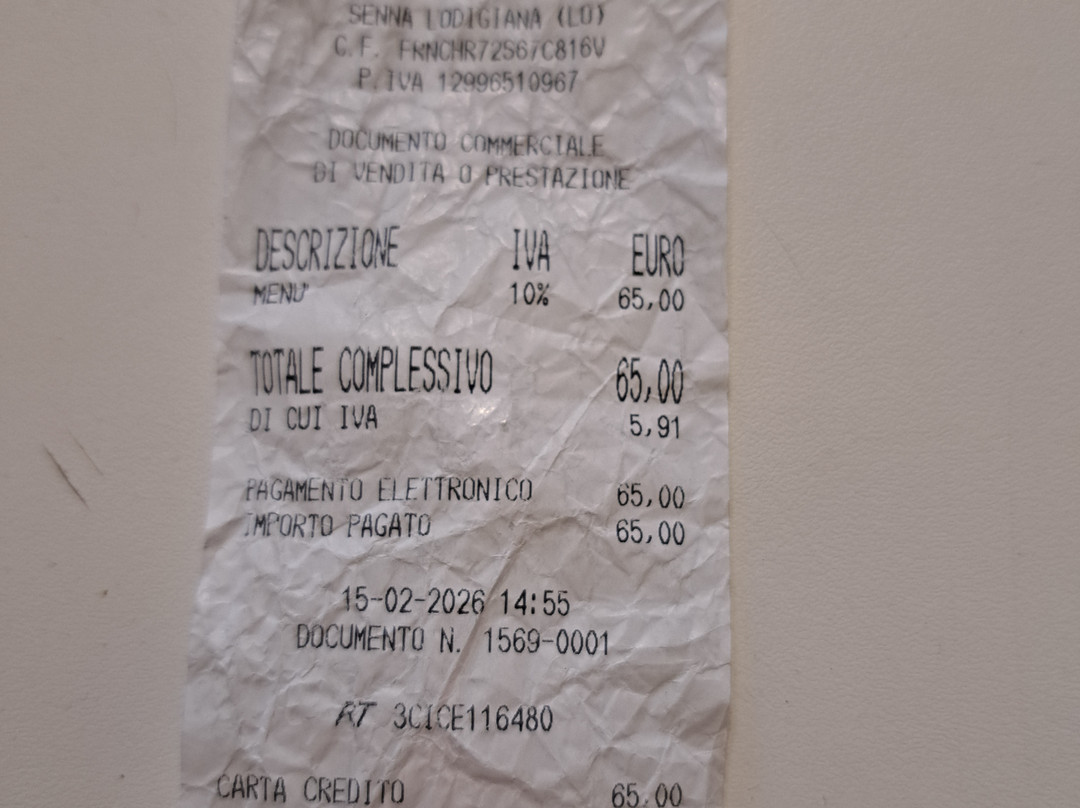 SENNA LODIGIANA (LO)
C.F. FRNCHR72S67C816V
P.IVA 12996510967
DOCUMENTO COMMERCIALE
DI VENDITA O PRESTAZIONE
DESCRIZIONE IVA EURO
MENU' 10% 65,00
TOTALE COMPLESSIVO 65,00
DI CUI IVA 5,91
PAGAMENTO ELETTRONICO 65,00
IMPORTO PAGATO 65,00
15-02-2026 14:55
DOCUMENTO N. 1569-0001
RT 3CICE116480
CARTA CREDITO 65,00